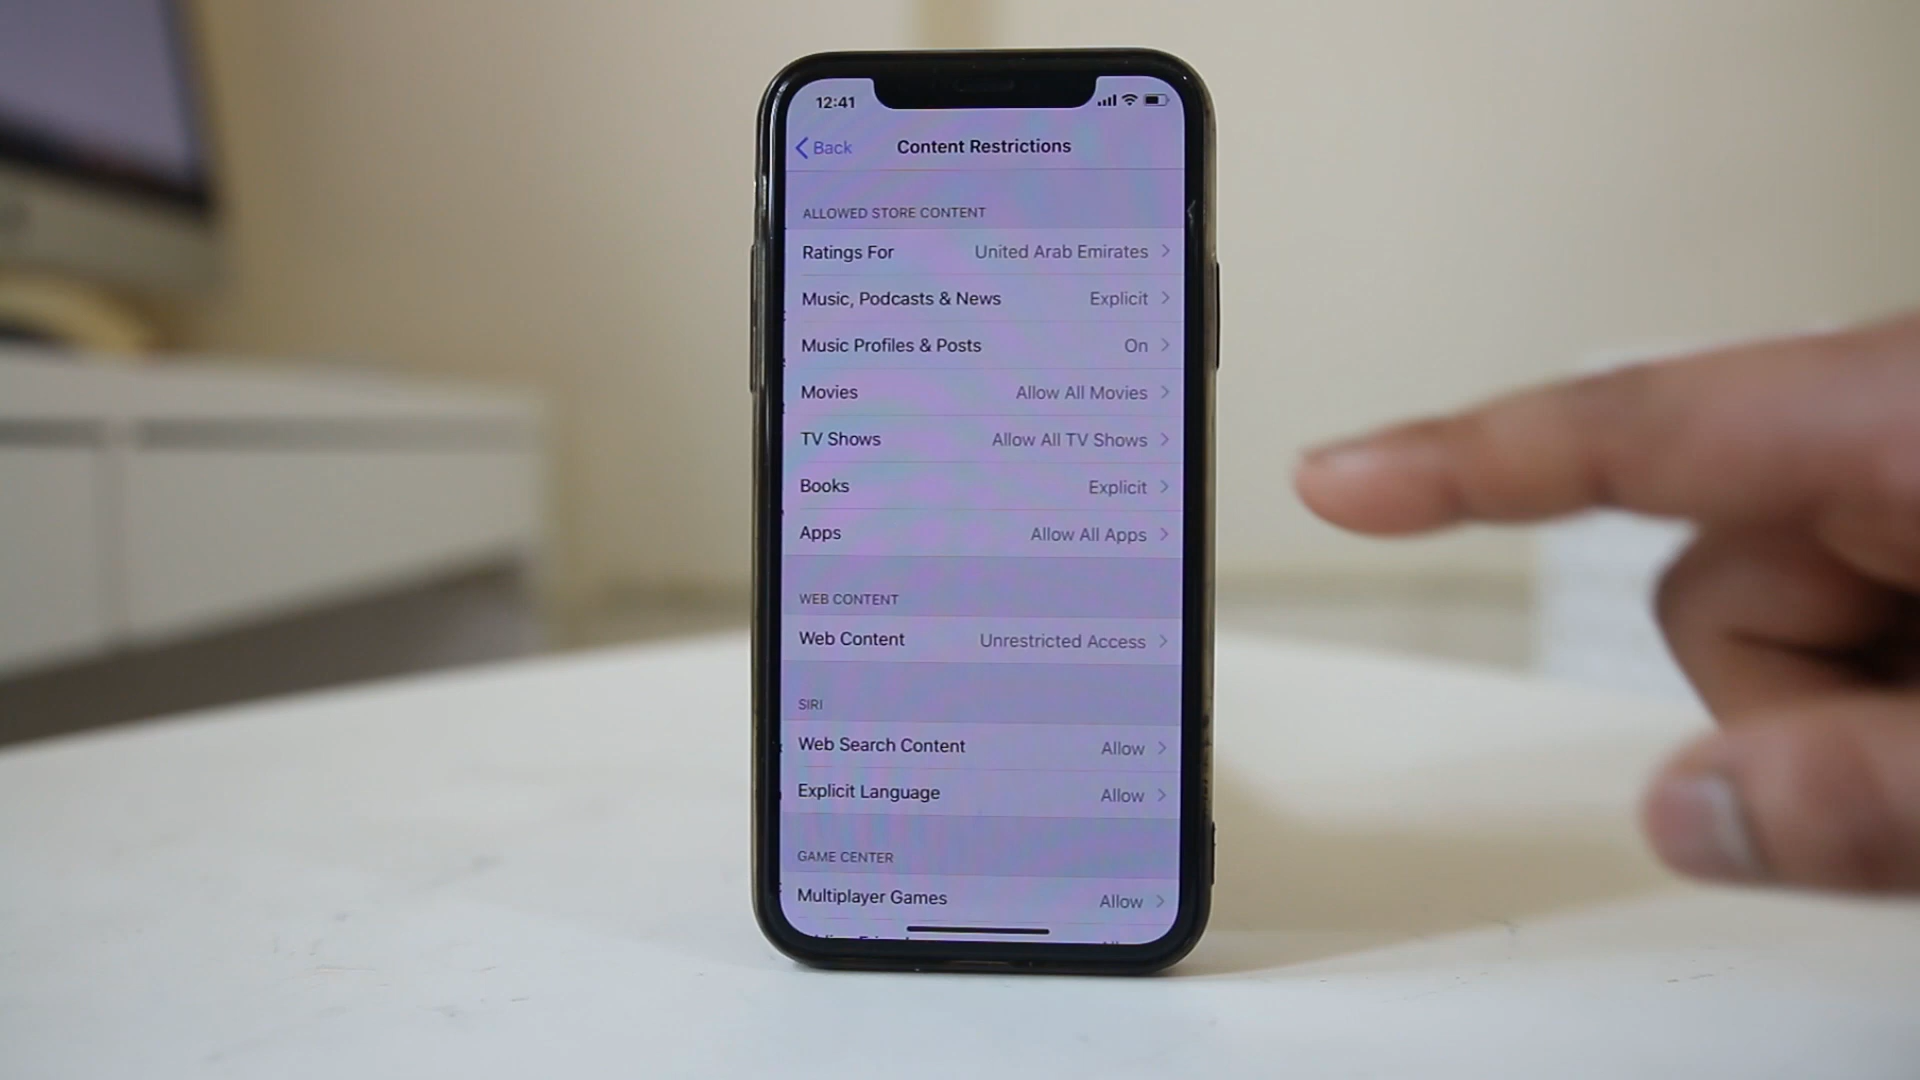 12:41
Back Content Restrictions
ALLOWED STORE CONTENT
Ratings For United Arab Emirates
Music, Podcasts & News Explicit
Music Profiles & Posts On
Movies Allow All Movies
TV Shows Allow All TV Shows
Books Explicit
Apps Allow All Apps
WEB CONTENT
Web Content Unrestricted Access
SIRI
Web Search Content Allow
Explicit Language Allow
GAME CENTER
Multiplayer Games Allow